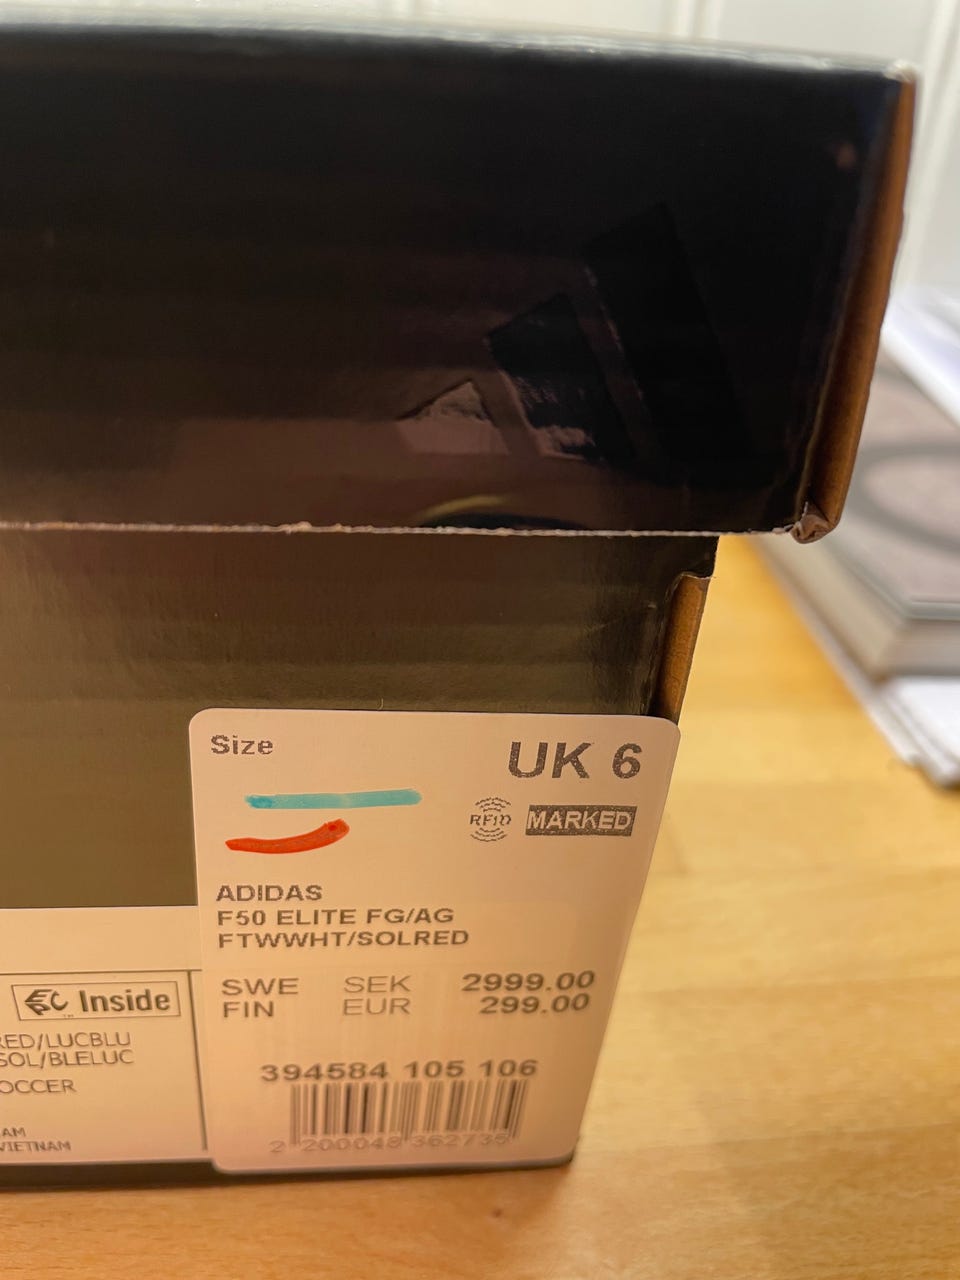 Size
UK 6
RFID MARKED
ADIDAS
F50 ELITE FG/AG
FTWWHT/SOLRED
SWE SEK 2999.00
FIN EUR 299.00
394584 105 106
2 200048 362735
Inside
RED/LUCBLU
SOL/BLELUC
OCCER
AM
VIETNAM